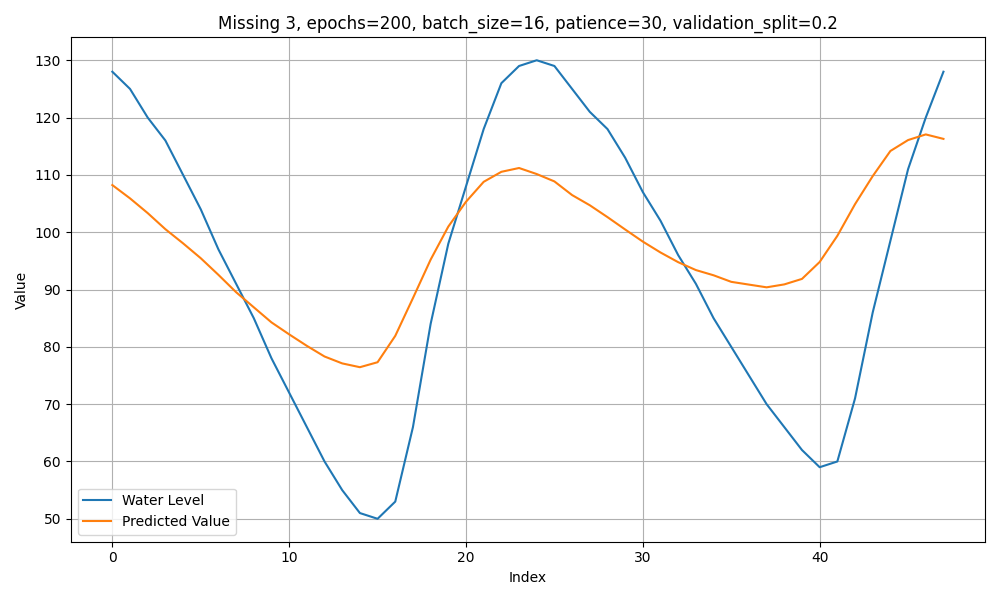 Missing 3, epochs=200, batch_size=16, patience=30, validation_split=0.2
Value
130
120
110
100
90
80
70
60
50
Water Level
Predicted Value
0
10
20
30
40
Index